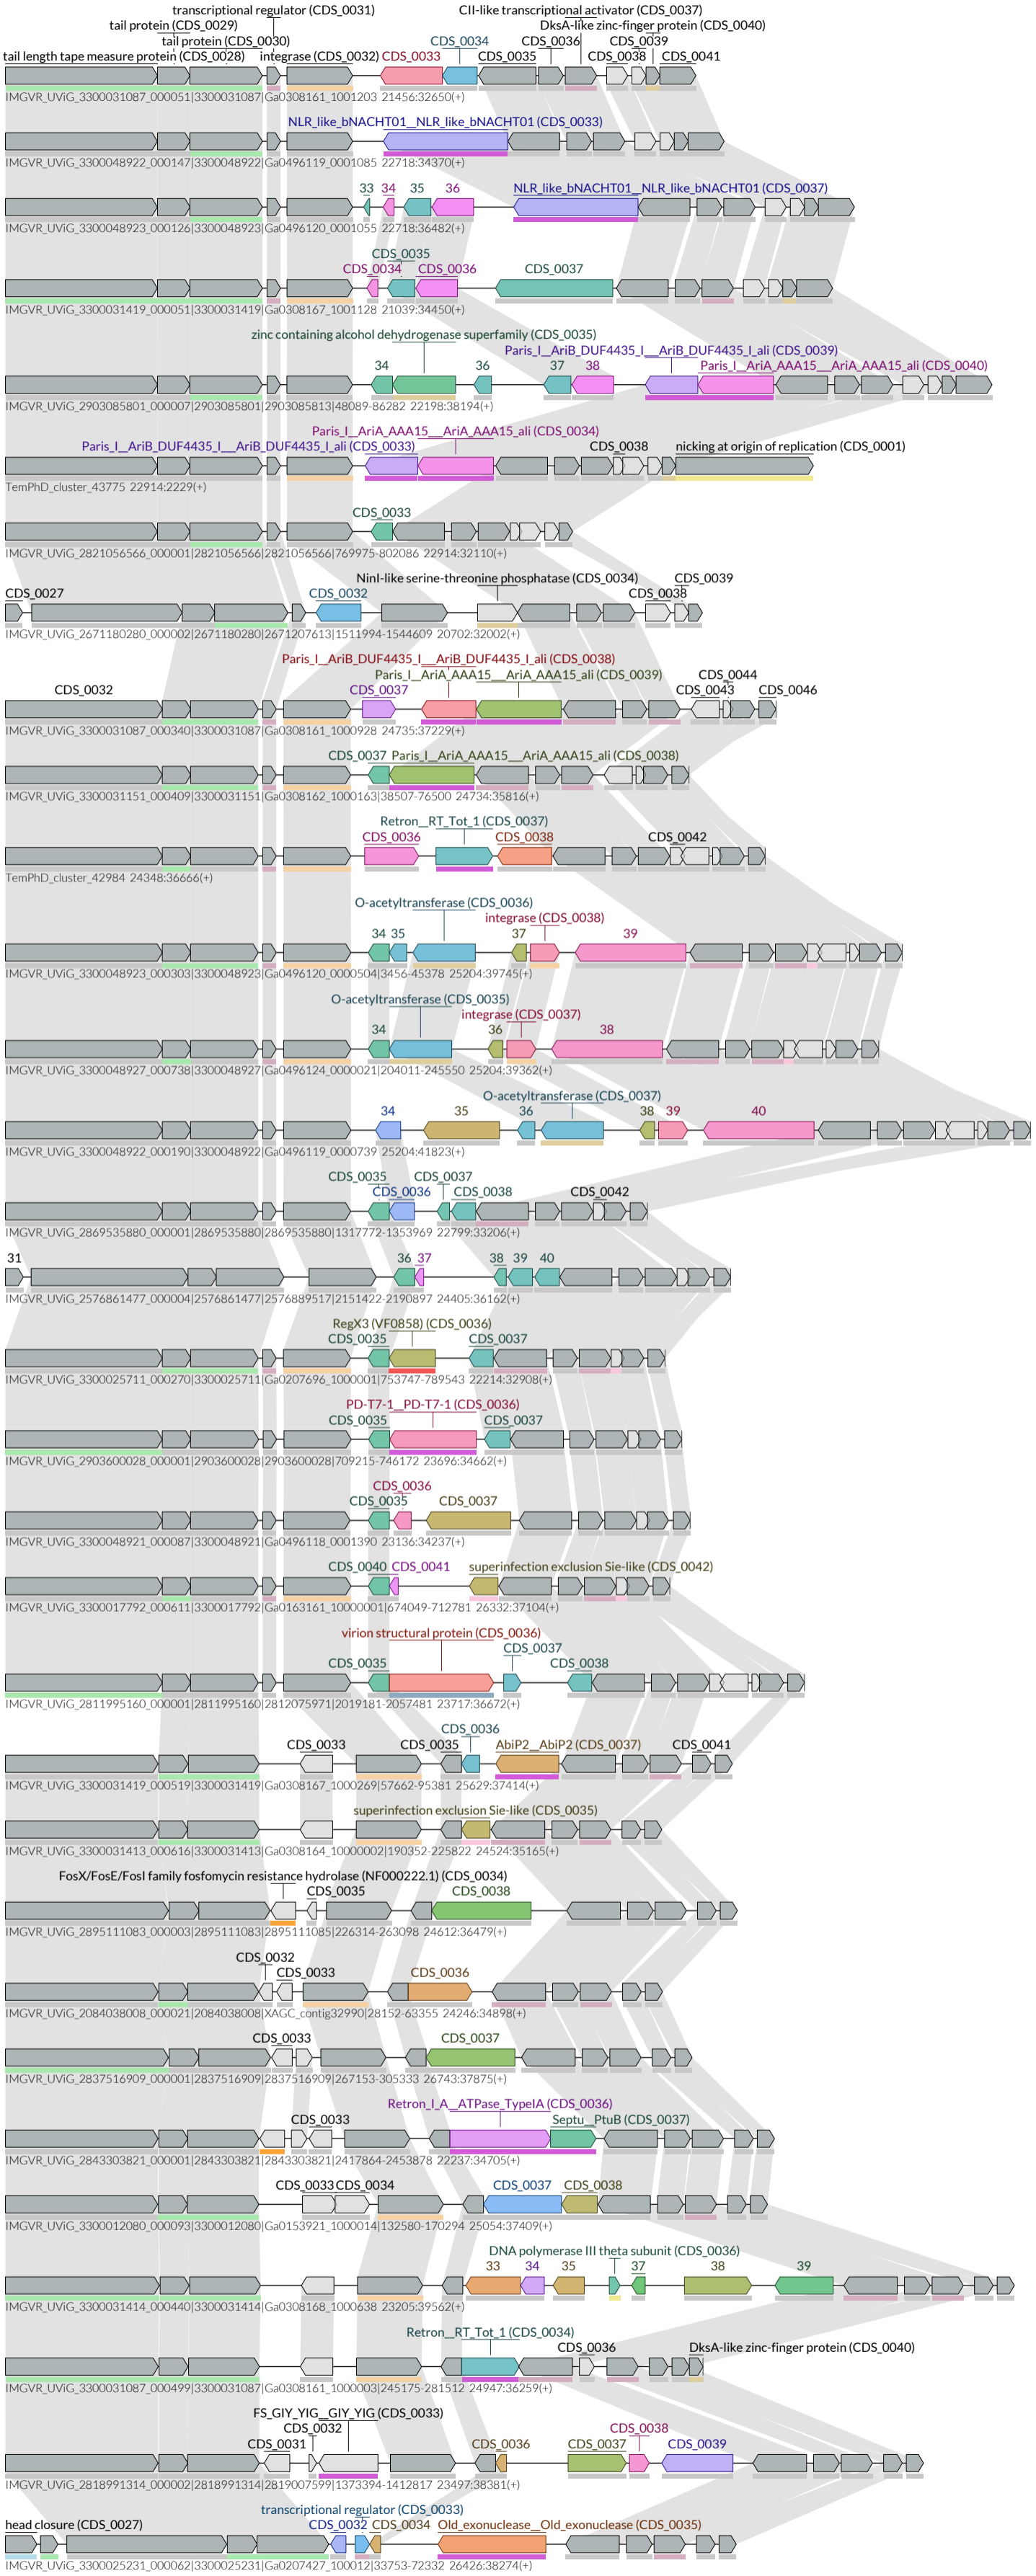 transcriptional regulator (CDS_0031) CII-like transcriptional activator (CDS_0037)
tail protein (CDS_0029) DksA-like zinc-finger protein (CDS_0040)
tail protein (CDS_0030) CDS_0034 CDS_0036 CDS_0039
tail length tape measure protein (CDS_0028) integrase (CDS_0032) CDS_0033 CDS_0035 CDS_0038 CDS_0041
IMGVR_UViG_3300031087_000051|3300031087|Ga0308161_1001203 21456:32650(+)
NLR_like_bNACHT01__NLR_like_bNACHT01 (CDS_0033)
IMGVR_UViG_3300048922_000147|3300048922|Ga0496119_0001085 22718:34370(+)
33 34 35 36 NLR_like_bNACHT01__NLR_like_bNACHT01 (CDS_0037)
IMGVR_UViG_3300048923_000126|3300048923|Ga0496120_0001055 22718:36482(+)
CDS_0035
CDS_0034 CDS_0036 CDS_0037
IMGVR_UViG_3300031419_000051|3300031419|Ga0308167_1001128 21039:34450(+)
zinc containing alcohol dehydrogenase superfamily (CDS_0035)
Paris_I__AriB_DUF4435_I__AriB_DUF4435_I_ali (CDS_0039)
34 36 37 38 Paris_I__AriA_AAA15__AriA_AAA15_ali (CDS_0040)
IMGVR_UViG_2903085801_000007|2903085801|2903085813|48089-86282 22198:38194(+)
Paris_I__AriA_AAA15__AriA_AAA15_ali (CDS_0034)
Paris_I__AriB_DUF4435_I__AriB_DUF4435_I_ali (CDS_0033) CDS_0038 nicking at origin of replication (CDS_0001)
TemPhD_cluster_43775 22914:2229(+)
CDS_0033
IMGVR_UViG_2821056566_000001|2821056566|2821056566|769975-802086 22914:32110(+)
NinI-like serine-threonine phosphatase (CDS_0034) CDS_0039
CDS_0027 CDS_0032 CDS_0038
IMGVR_UViG_2671180280_000002|2671180280|2671207613|1511994-1544609 20702:32002(+)
Paris_I__AriB_DUF4435_I__AriB_DUF4435_I_ali (CDS_0038)
Paris_I__AriA_AAA15__AriA_AAA15_ali (CDS_0039) CDS_0044
CDS_0032 CDS_0037 CDS_0043 CDS_0046
IMGVR_UViG_3300031087_000340|3300031087|Ga0308161_1000928 24735:37229(+)
CDS_0037 Paris_I__AriA_AAA15__AriA_AAA15_ali (CDS_0038)
IMGVR_UViG_3300031151_000409|3300031151|Ga0308162_1000163|38507-76500 24734:35816(+)
Retron__RT_Tot_1 (CDS_0037)
CDS_0036 CDS_0038 CDS_0042
TemPhD_cluster_42984 24348:36666(+)
O-acetyltransferase (CDS_0036)
integrase (CDS_0038)
34 35 37 39
IMGVR_UViG_3300048923_000303|3300048923|Ga0496120_0000504|3456-45378 25204:39745(+)
O-acetyltransferase (CDS_0035)
integrase (CDS_0037)
34 36 38
IMGVR_UViG_3300048927_000738|3300048927|Ga0496124_0000021|204011-245550 25204:39362(+)
O-acetyltransferase (CDS_0037)
34 35 36 38 39 40
IMGVR_UViG_3300048922_000190|3300048922|Ga0496119_0000739 25204:41823(+)
CDS_0035 CDS_0037
CDS_0036 CDS_0038 CDS_0042
IMGVR_UViG_2869535880_000001|2869535880|2869535880|1317772-1353969 22799:33206(+)
31 36 37 38 39 40
IMGVR_UViG_2576861477_000004|2576861477|2576889517|2151422-2190897 24405:36162(+)
RegX3 (VF0858) (CDS_0036)
CDS_0035 CDS_0037
IMGVR_UViG_3300025711_000270|3300025711|Ga0207696_1000001|753747-789543 22214:32908(+)
PD-T7-1__PD-T7-1 (CDS_0036)
CDS_0035 CDS_0037
IMGVR_UViG_2903600028_000001|2903600028|2903600028|709215-746172 23696:34662(+)
CDS_0036
CDS_0035 CDS_0037
IMGVR_UViG_3300048921_000087|3300048921|Ga0496118_0001390 23136:34237(+)
CDS_0040 CDS_0041 superinfection exclusion Sie-like (CDS_0042)
IMGVR_UViG_3300017792_000611|3300017792|Ga0163161_10000001|674049-712781 26332:37104(+)
virion structural protein (CDS_0036)
CDS_0037
CDS_0035 CDS_0038
IMGVR_UViG_2811995160_000001|2811995160|2812075971|2019181-2057481 23717:36672(+)
CDS_0036
CDS_0033 CDS_0035 AbiP2__AbiP2 (CDS_0037) CDS_0041
IMGVR_UViG_3300031419_000519|3300031419|Ga0308167_1000269|57662-95381 25629:37414(+)
superinfection exclusion Sie-like (CDS_0035)
IMGVR_UViG_3300031413_000616|3300031413|Ga0308164_10000002|190352-225822 24524:35165(+)
FosX/FosE/FosI family fosfomycin resistance hydrolase (NF000222.1) (CDS_0034)
CDS_0035 CDS_0038
IMGVR_UViG_2895111083_000003|2895111083|2895111085|226314-263098 24612:36479(+)
CDS_0032
CDS_0033 CDS_0036
IMGVR_UViG_2084038008_000021|2084038008|XAGC_contig32990|28152-63355 24246:34898(+)
CDS_0033 CDS_0037
IMGVR_UViG_2837516909_000001|2837516909|2837516909|267153-305333 26743:37875(+)
Retron_I_A__ATPase_TypeIA (CDS_0036)
CDS_0033 Septu__PtuB (CDS_0037)
IMGVR_UViG_2843303821_000001|2843303821|2843303821|2417864-2453878 22237:34705(+)
CDS_0033 CDS_0034 CDS_0037 CDS_0038
IMGVR_UViG_3300012080_000093|3300012080|Ga0153921_1000014|132580-170294 25054:37409(+)
DNA polymerase III theta subunit (CDS_0036)
33 34 35 37 38 39
IMGVR_UViG_3300031414_000440|3300031414|Ga0308168_1000638 23205:39562(+)
Retron__RT_Tot_1 (CDS_0034)
CDS_0036 DksA-like zinc-finger protein (CDS_0040)
IMGVR_UViG_3300031087_000499|3300031087|Ga0308161_1000003|245175-281512 24947:36259(+)
FS_GIY_YIG__GIY_YIG (CDS_0033)
CDS_0032 CDS_0038
CDS_0031 CDS_0036 CDS_0037 CDS_0039
IMGVR_UViG_2818991314_000002|2818991314|2819007599|1373394-1412817 23497:38381(+)
transcriptional regulator (CDS_0033)
head closure (CDS_0027) CDS_0032 CDS_0034 Old_exonuclease__Old_exonuclease (CDS_0035)
IMGVR_UViG_3300025231_000062|3300025231|Ga0207427_100012|33753-72332 26426:38274(+)